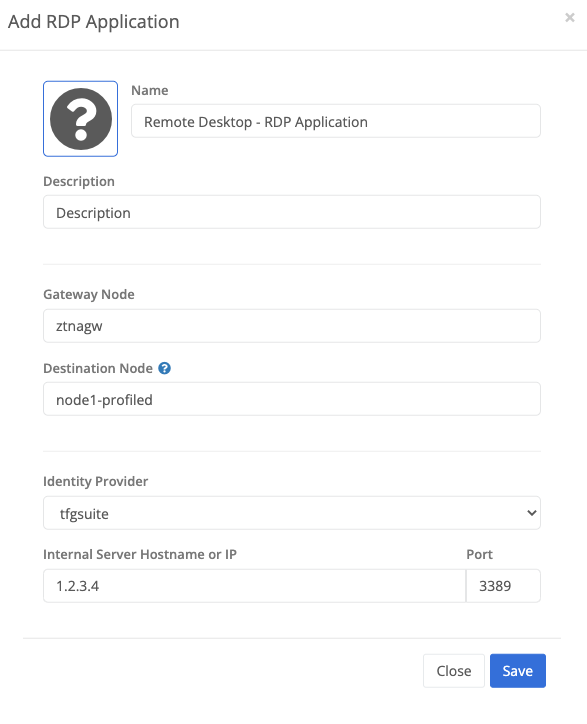 Add RDP Application
×
?
Name
Remote Desktop - RDP Application
Description
Description
Gateway Node
ztnagw
Destination Node ?
node1-profiled
Identity Provider
tfgsuite
Internal Server Hostname or IP Port
1.2.3.4 3389
Close Save